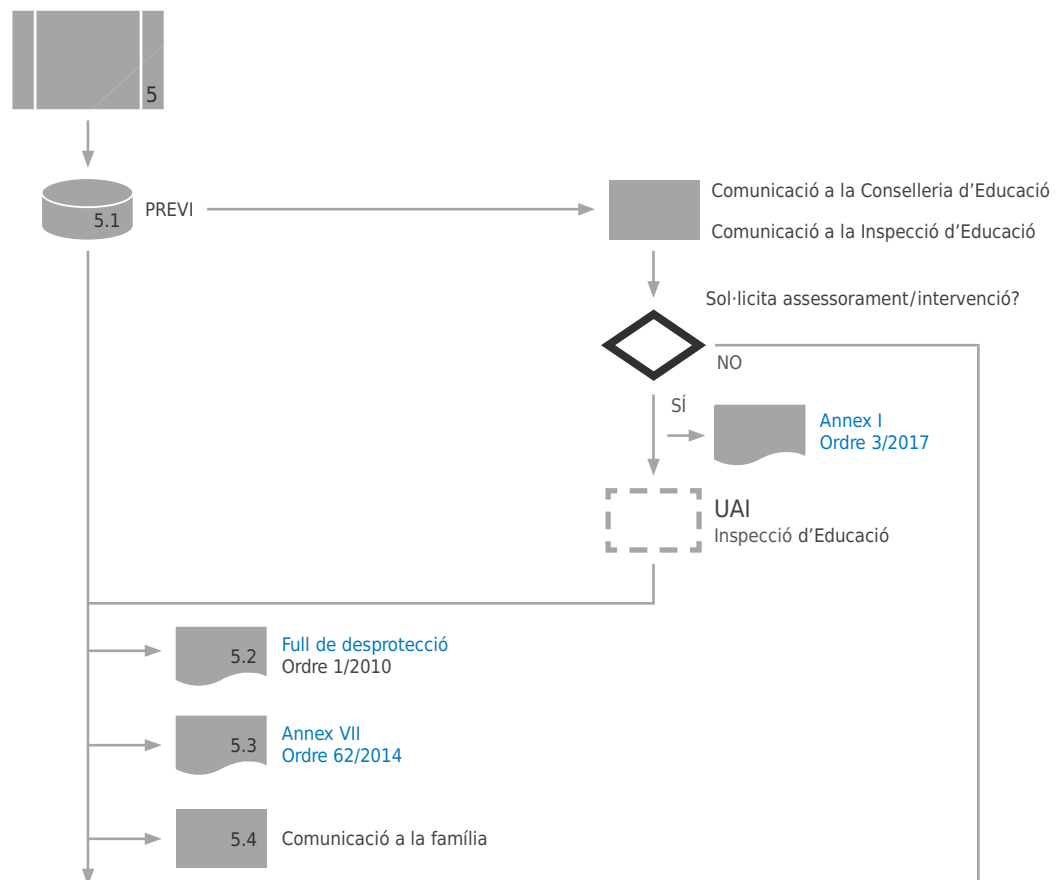 5
5.1
PREVI
Comunicació a la Conselleria d’Educació
Comunicació a la Inspecció d’Educació
Sol·licita assessorament/intervenció?
NO
SÍ
Annex I
Ordre 3/2017
UAI
Inspecció d’Educació
5.2
Full de desprotecció
Ordre 1/2010
5.3
Annex VII
Ordre 62/2014
5.4
Comunicació a la família